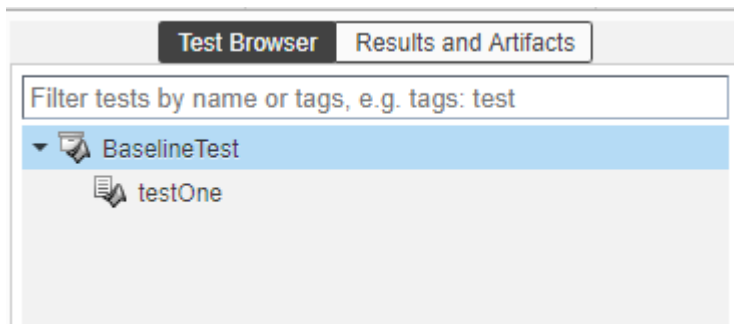 Test Browser Results and Artifacts
Filter tests by name or tags, e.g. tags: test
BaselineTest
testOne